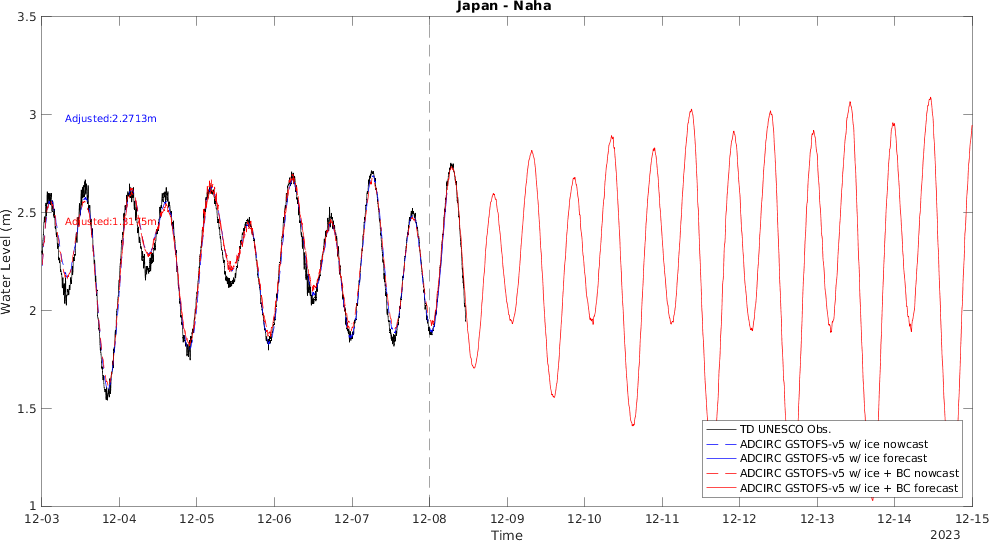 Japan - Naha
3.5
3
2.5
2
1.5
1
Water Level (m)
Adjusted:2.2713m
TD UNESCO Obs.
ADCIRC GSTOFS-v5 w/ ice nowcast
ADCIRC GSTOFS-v5 w/ ice forecast
ADCIRC GSTOFS-v5 w/ ice + BC nowcast
ADCIRC GSTOFS-v5 w/ ice + BC forecast
12-03 12-04 12-05 12-06 12-07 12-08 12-09 12-10 12-11 12-12 12-13 12-14 12-15
Time
2023